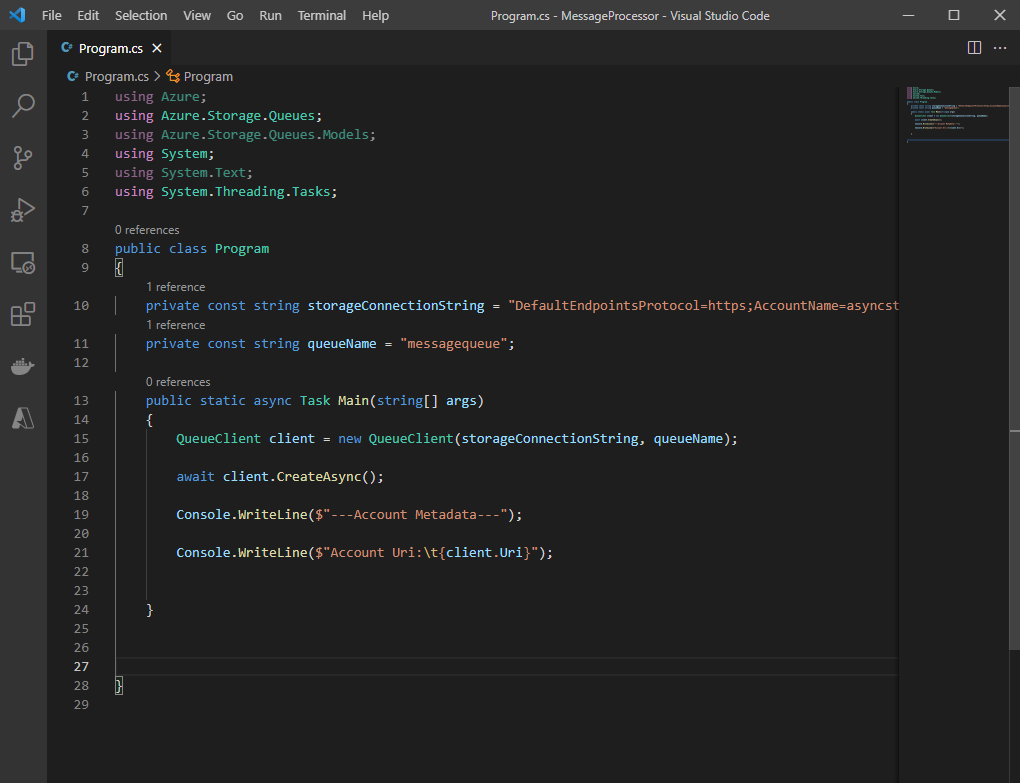 File Edit Selection View Go Run Terminal Help Program.cs - MessageProcessor - Visual Studio Code
Program.cs
Program.cs > Program
1 using Azure;
2 using Azure.Storage.Queues;
3 using Azure.Storage.Queues.Models;
4 using System;
5 using System.Text;
6 using System.Threading.Tasks;
7
0 references
8 public class Program
9 {
1 reference
10 private const string storageConnectionString = "DefaultEndpointsProtocol=https;AccountName=asyncst
1 reference
11 private const string queueName = "messagequeue";
12
0 references
13 public static async Task Main(string[] args)
14 {
15 QueueClient client = new QueueClient(storageConnectionString, queueName);
16
17 await client.CreateAsync();
18
19 Console.WriteLine($"---Account Metadata---");
20
21 Console.WriteLine($"Account Uri:\t{client.Uri}");
22
23
24 }
25
26
27
28 }
29